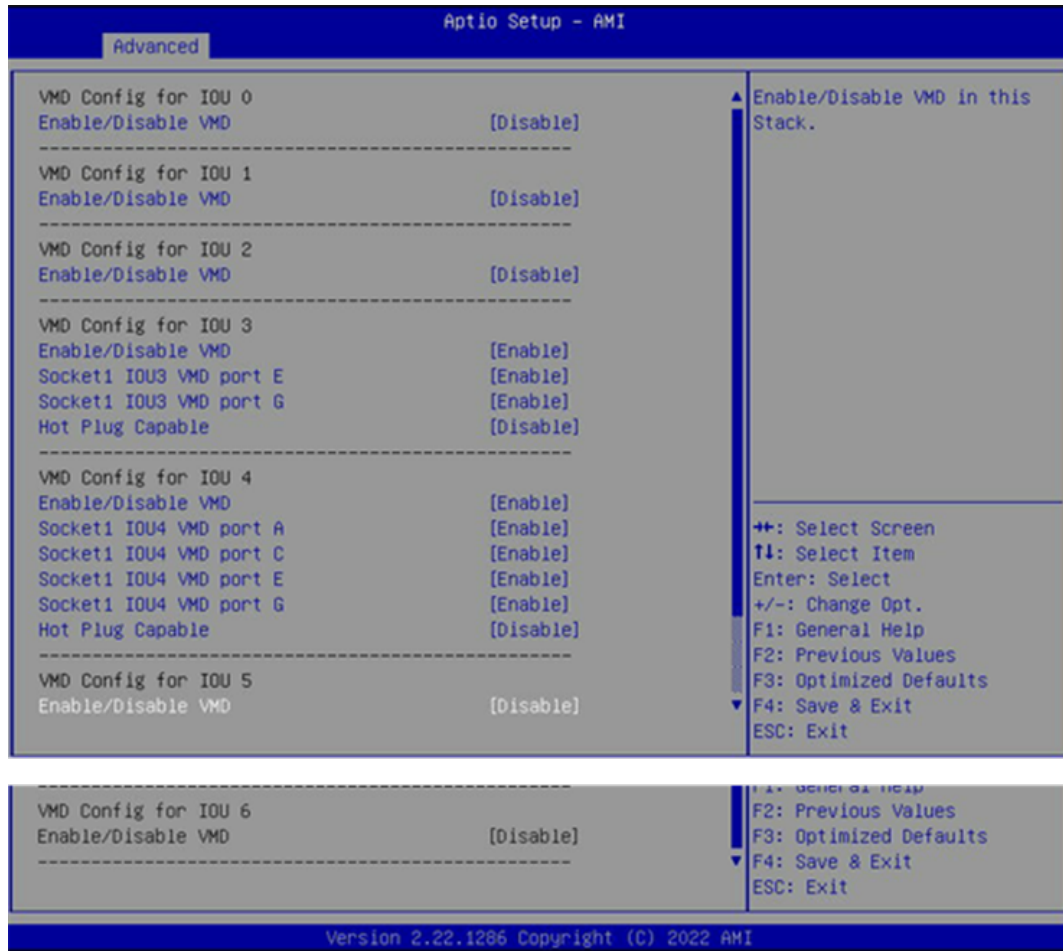 Aptio Setup - AMI
Advanced
VMD Config for IOU 0
Enable/Disable VMD [Disable]
------------------------------------------------------------
VMD Config for IOU 1
Enable/Disable VMD [Disable]
------------------------------------------------------------
VMD Config for IOU 2
Enable/Disable VMD [Disable]
------------------------------------------------------------
VMD Config for IOU 3
Enable/Disable VMD [Enable]
Socket1 IOU3 VMD port E [Enable]
Socket1 IOU3 VMD port G [Enable]
Hot Plug Capable [Disable]
------------------------------------------------------------
VMD Config for IOU 4
Enable/Disable VMD [Enable]
Socket1 IOU4 VMD port A [Enable]
Socket1 IOU4 VMD port C [Enable]
Socket1 IOU4 VMD port E [Enable]
Socket1 IOU4 VMD port G [Enable]
Hot Plug Capable [Disable]
------------------------------------------------------------
VMD Config for IOU 5
Enable/Disable VMD [Disable]
Enable/Disable VMD in this
Stack.
→←: Select Screen
↑↓: Select Item
Enter: Select
+/-: Change Opt.
F1: General Help
F2: Previous Values
F3: Optimized Defaults
F4: Save & Exit
ESC: Exit
------------------------------------------------------------
VMD Config for IOU 6
Enable/Disable VMD [Disable]
------------------------------------------------------------
F1: General Help
F2: Previous Values
F3: Optimized Defaults
F4: Save & Exit
ESC: Exit
Version 2.22.1286 Copyright (C) 2022 AMI